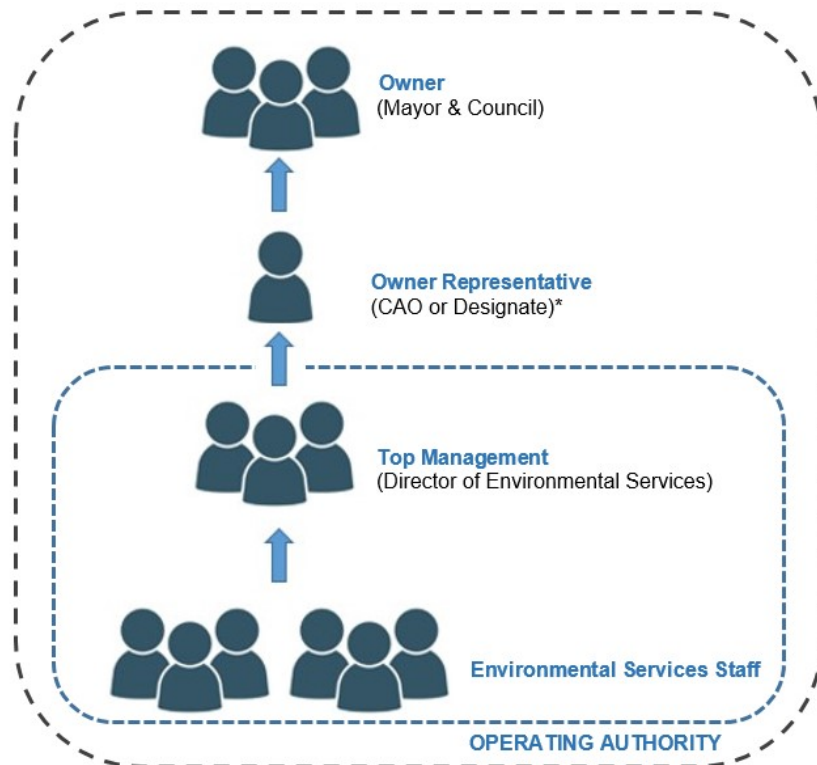 Owner
(Mayor & Council)
Owner Representative
(CAO or Designate)*
Top Management
(Director of Environmental Services)
Environmental Services Staff
OPERATING AUTHORITY